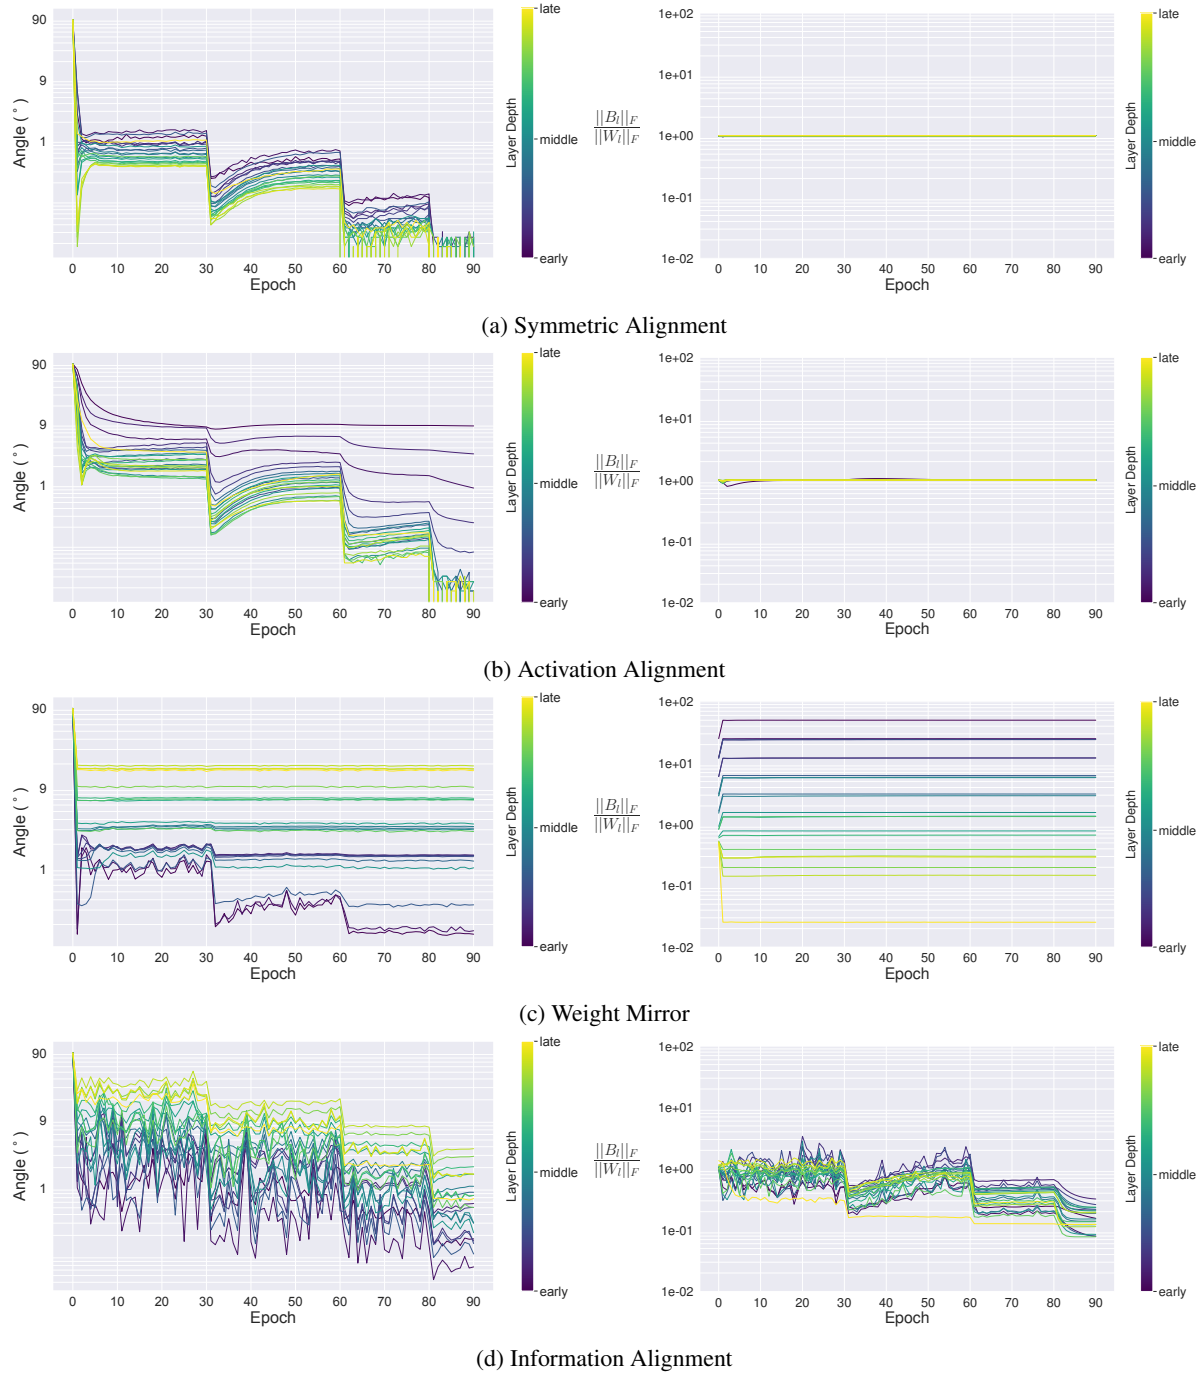 90
9
1
Angle ( ° )
0 10 20 30 40 50 60 70 80 90
Epoch
late
middle
early
Layer Depth
||B_l||_F
||W_l||_F
1e+02
1e+01
1e+00
1e-01
1e-02
0 10 20 30 40 50 60 70 80 90
Epoch
late
middle
early
Layer Depth
(a) Symmetric Alignment
90
9
1
Angle ( ° )
0 10 20 30 40 50 60 70 80 90
Epoch
late
middle
early
Layer Depth
||B_l||_F
||W_l||_F
1e+02
1e+01
1e+00
1e-01
1e-02
0 10 20 30 40 50 60 70 80 90
Epoch
late
middle
early
Layer Depth
(b) Activation Alignment
90
9
1
Angle ( ° )
0 10 20 30 40 50 60 70 80 90
Epoch
late
middle
early
Layer Depth
||B_l||_F
||W_l||_F
1e+02
1e+01
1e+00
1e-01
1e-02
0 10 20 30 40 50 60 70 80 90
Epoch
late
middle
early
Layer Depth
(c) Weight Mirror
90
9
1
Angle ( ° )
0 10 20 30 40 50 60 70 80 90
Epoch
late
middle
early
Layer Depth
||B_l||_F
||W_l||_F
1e+02
1e+01
1e+00
1e-01
1e-02
0 10 20 30 40 50 60 70 80 90
Epoch
late
middle
early
Layer Depth
(d) Information Alignment